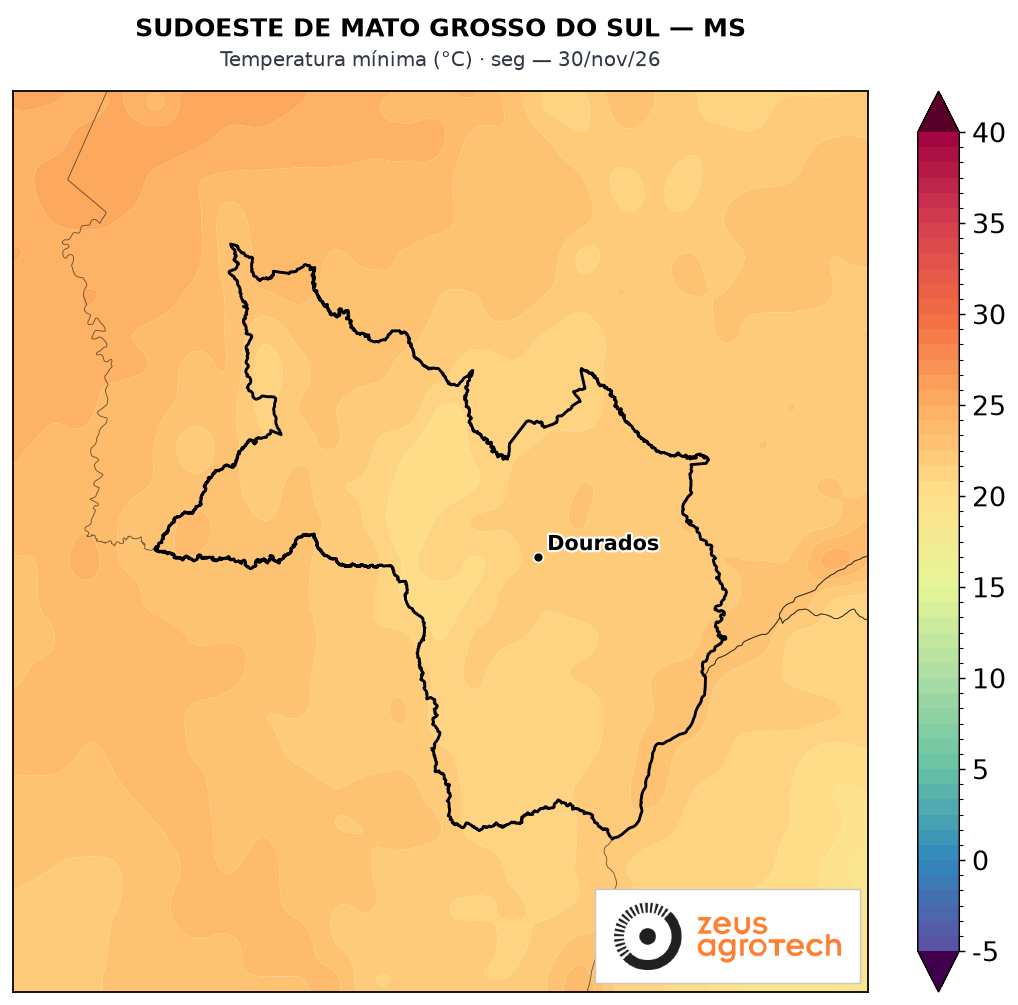 SUDOESTE DE MATO GROSSO DO SUL — MS
Temperatura mínima (°C) · seg — 30/nov/26
40
35
30
25
20
15
10
5
0
-5
Dourados
zeus
agrotech